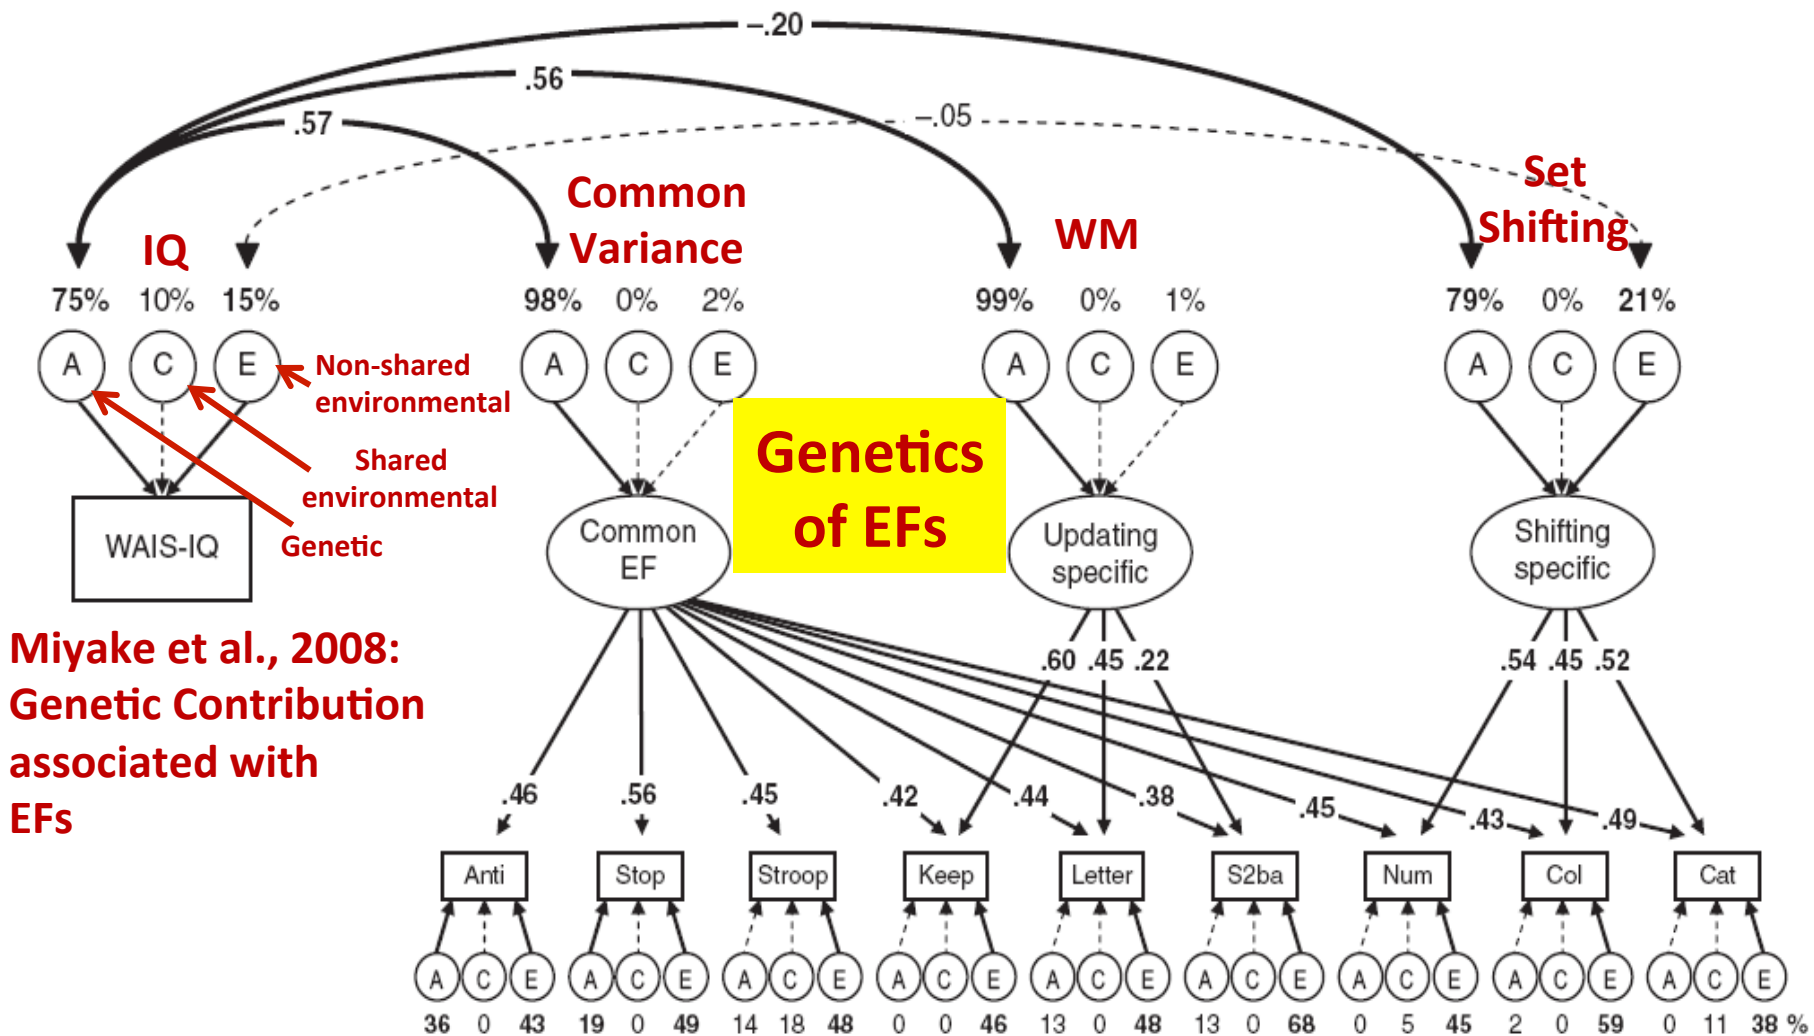 –.20
.56
.57
–.05
IQ
Common
Variance
WM
Set
Shifting
75% 10% 15%
98% 0% 2%
99% 0% 1%
79% 0% 21%
A C E
A C E
A C E
A C E
Non-shared
environmental
Shared
environmental
Genetic
WAIS-IQ
Common
EF
Genetics
of EFs
Updating
specific
Shifting
specific
Miyake et al., 2008:
Genetic Contribution
associated with
EFs
.60 .45 .22
.54 .45 .52
.46 .56 .45 .42 .44 .38 .45 .43 .49
Anti Stop Stroop Keep Letter S2ba Num Col Cat
A C E A C E A C E A C E A C E A C E A C E A C E A C E
36 0 43 19 0 49 14 18 48 0 0 46 13 0 48 13 0 68 0 5 45 2 0 59 0 11 38 %